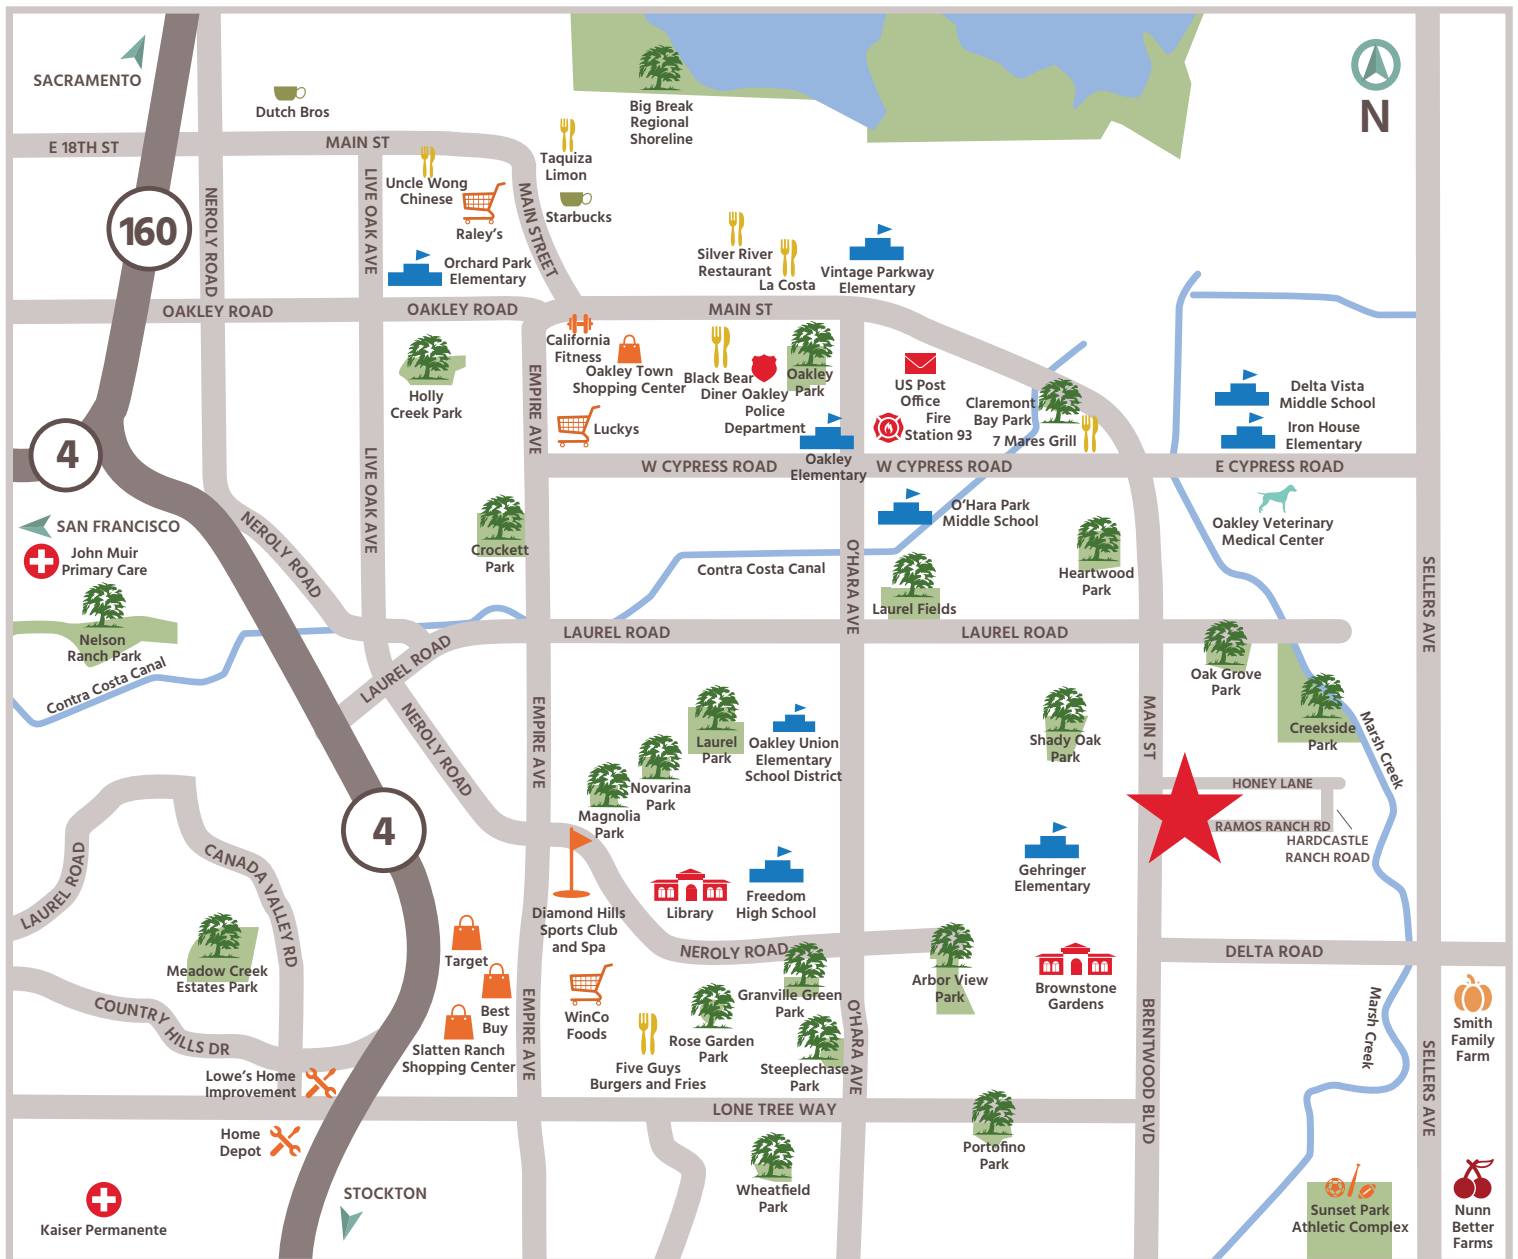 SACRAMENTO
Dutch Bros
Big Break
Regional
Shoreline
N
E 18TH ST
MAIN ST
Taquiza
Limon
Uncle Wong
Chinese
Starbucks
Raley's
160
NEROLY ROAD
LIVE OAK AVE
MAIN STREET
Orchard Park
Elementary
Silver River
Restaurant
La Costa
Vintage Parkway
Elementary
OAKLEY ROAD
OAKLEY ROAD
MAIN ST
California
Fitness
Oakley Town
Shopping Center
Black Bear
Diner
Oakley
Police
Department
Oakley
Park
US Post
Office
Fire
Station 93
Claremont
Bay Park
7 Mares Grill
Delta Vista
Middle School
Iron House
Elementary
Holly
Creek Park
EMPIRE AVE
Luckys
Oakley
Elementary
4
W CYPRESS ROAD
W CYPRESS ROAD
E CYPRESS ROAD
LIVE OAK AVE
SAN FRANCISCO
John Muir
Primary Care
NEROLY ROAD
Crockett
Park
O'Hara Park
Middle School
Oakley Veterinary
Medical Center
Contra Costa Canal
O'HARA AVE
Heartwood
Park
Laurel Fields
SELLERS AVE
Nelson
Ranch Park
Contra Costa Canal
LAUREL ROAD
LAUREL ROAD
LAUREL ROAD
Oak Grove
Park
Creekside
Park
Marsh Creek
NEROLY ROAD
EMPIRE AVE
Laurel
Park
Oakley Union
Elementary
School District
Novarina
Park
Magnolia
Park
Shady Oak
Park
MAIN ST
HONEY LANE
RAMOS RANCH RD
HARDCASTLE
RANCH ROAD
4
LAUREL ROAD
CANADA VALLEY RD
Gehringer
Elementary
Diamond Hills
Sports Club
and Spa
Library
Freedom
High School
Target
Best
Buy
Slatten Ranch
Shopping Center
NEROLY ROAD
DELTA ROAD
Meadow Creek
Estates Park
COUNTRY HILLS DR
EMPIRE AVE
WinCo
Foods
Granville Green
Park
Arbor View
Park
Brownstone
Gardens
Smith
Family
Farm
Rose Garden
Park
Five Guys
Burgers and Fries
Steeplechase
Park
O'HARA AVE
BRENTWOOD BLVD
Marsh Creek
SELLERS AVE
Lowe's Home
Improvement
LONE TREE WAY
Home
Depot
Portofino
Park
Wheatfield
Park
STOCKTON
Kaiser Permanente
Sunset Park
Athletic Complex
Nunn
Better
Farms